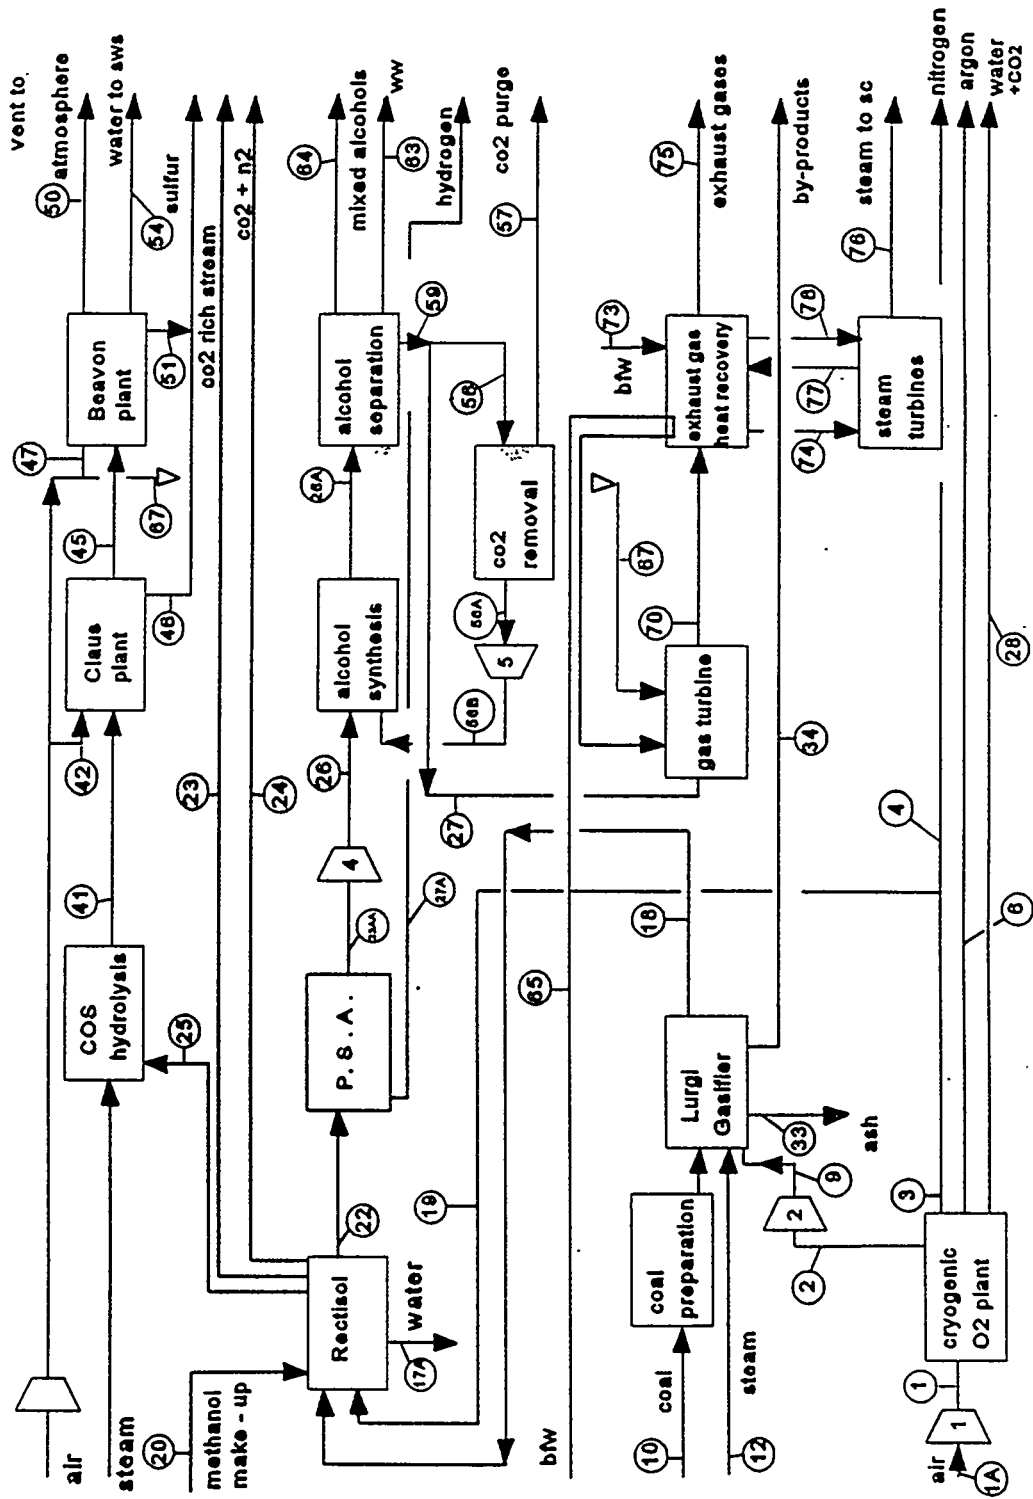 vent to
air
42
47
50
atmosphere
steam
COS
hydrolysis
41
Claus
plant
45
Beavon
plant
67
water to sws
54
sulfur
20
methanol
make-up
25
46
51
co2 rich stream
23
24
co2 + n2
Rectisol
22
P. S. A.
23AA
4
26
alcohol
synthesis
26A
alcohol
separation
64
mixed alcohols
63
ww
17A
water
19
27A
27
59
hydrogen
58
56B
5
56A
co2
removal
57
co2 purge
bfw
65
67
73
bfw
10
coal
coal
preparation
Lurgi
Gasifier
18
gas turbine
70
exhaust gas
heat recovery
75
exhaust gases
12
steam
2
9
33
ash
34
by-products
74
77
78
air
1A
1
1
2
cryogenic
O2 plant
3
4
6
28
steam
turbines
76
steam to sc
nitrogen
argon
water
+CO2